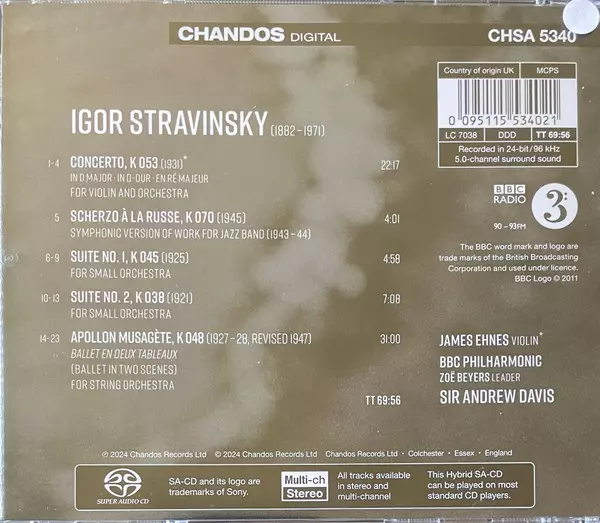 CHANDOS DIGITAL
CHSA 5340
Country of origin UK MCPS
0 095115 534021
LC 7038 DDD TT 69:56
Recorded in 24-bit/96 kHz
5.0-channel surround sound
IGOR STRAVINSKY (1882–1971)
1-4 CONCERTO, K 053 (1931)* 22:17
IN D MAJOR · IN D-DUR · EN RÉ MAJEUR
FOR VIOLIN AND ORCHESTRA
5 SCHERZO À LA RUSSE, K 070 (1945) 4:01
SYMPHONIC VERSION OF WORK FOR JAZZ BAND (1943–44)
6-9 SUITE NO. 1, K 045 (1925) 4:58
FOR SMALL ORCHESTRA
10-13 SUITE NO. 2, K 038 (1921) 7:08
FOR SMALL ORCHESTRA
14-23 APOLLON MUSAGÈTE, K 048 (1927–28, REVISED 1947) 31:00
BALLET EN DEUX TABLEAUX
(BALLET IN TWO SCENES)
FOR STRING ORCHESTRA
TT 69:56
BBC
RADIO
3:
90 – 93 FM
The BBC word mark and logo are
trade marks of the British Broadcasting
Corporation and used under licence.
BBC Logo © 2011
JAMES EHNES VIOLIN*
BBC PHILHARMONIC
ZOË BEYERS LEADER
SIR ANDREW DAVIS
℗ 2024 Chandos Records Ltd © 2024 Chandos Records Ltd Chandos Records Ltd • Colchester • Essex • England
SUPER AUDIO CD
SA-CD and its logo are
trademarks of Sony.
Multi-ch
Stereo
All tracks available
in stereo and
multi-channel
This Hybrid SA-CD
can be played on most
standard CD players.